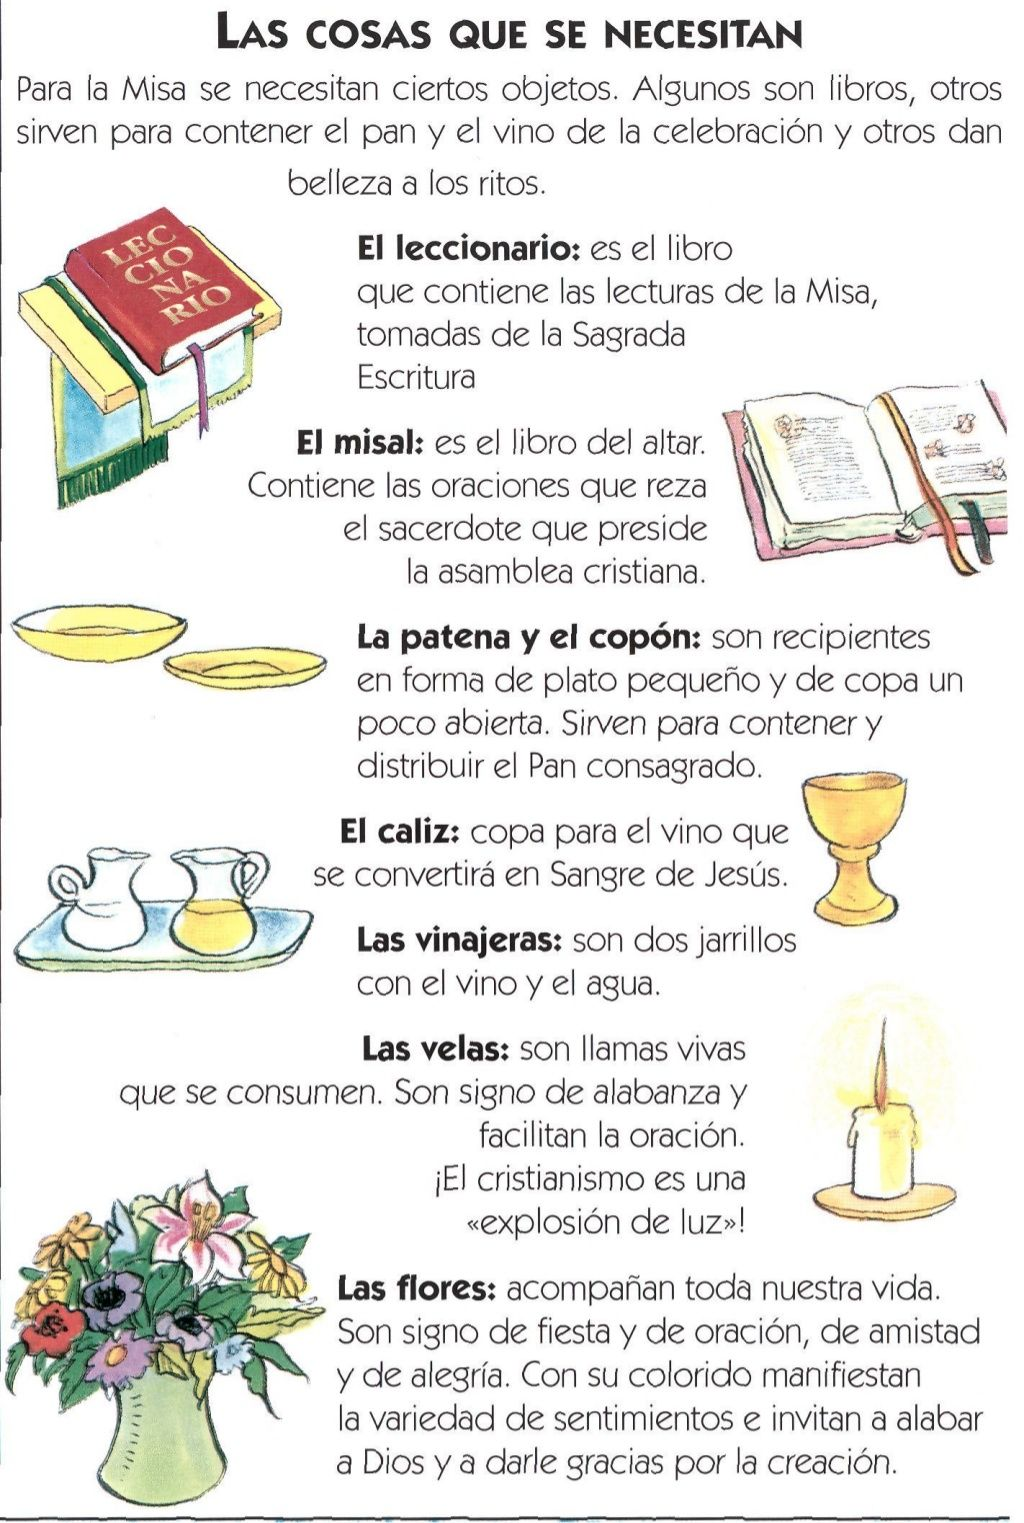 LAS COSAS QUE SE NECESITAN
Para la Misa se necesitan ciertos objetos. Algunos son libros, otros
sirven para contener el pan y el vino de la celebración y otros dan
belleza a los ritos.
LEC
CIO
NA
RIO
El leccionario: es el libro
que contiene las lecturas de la Misa,
tomadas de la Sagrada
Escritura
El misal: es el libro del altar.
Contiene las oraciones que reza
el sacerdote que preside
la asamblea cristiana.
La patena y el copón: son recipientes
en forma de plato pequeño y de copa un
poco abierta. Sirven para contener y
distribuir el Pan consagrado.
El caliz: copa para el vino que
se convertirá en Sangre de Jesús.
Las vinajeras: son dos jarrillos
con el vino y el agua.
Las velas: son llamas vivas
que se consumen. Son signo de alabanza y
facilitan la oración.
¡El cristianismo es una
«explosión de luz»!
Las flores: acompañan toda nuestra vida.
Son signo de fiesta y de oración, de amistad
y de alegría. Con su colorido manifiestan
la variedad de sentimientos e invitan a alabar
a Dios y a darle gracias por la creación.